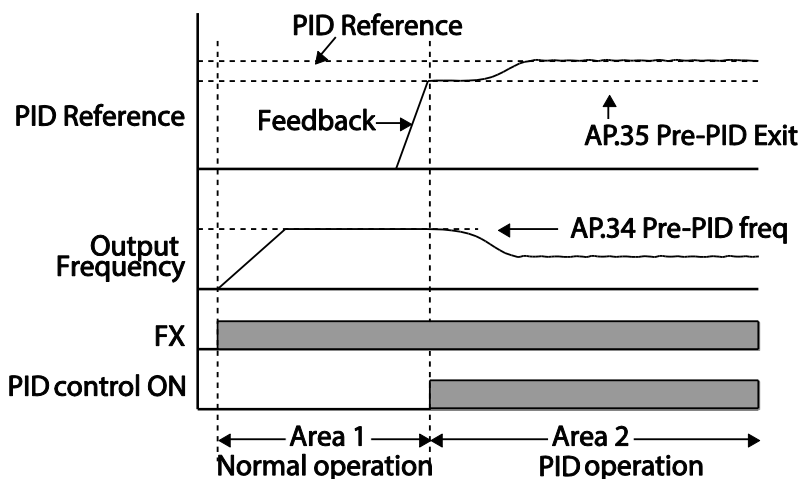 PID Reference
PID Reference
Feedback
AP.35 Pre-PID Exit
AP.34 Pre-PID freq
Output
Frequency
FX
PID control ON
Area 1
Area 2
Normal operation
PID operation